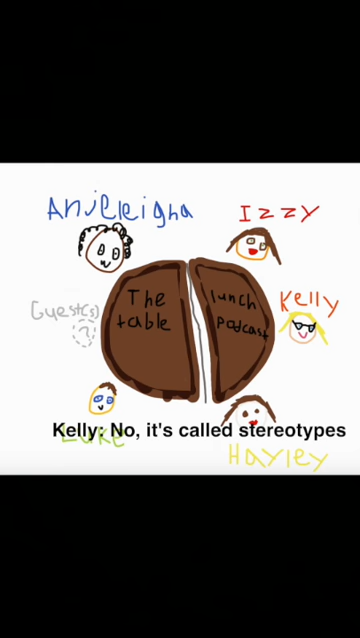 Anjeleigha
IZZY
The table
lunch podcast
Guest(s)
?
Kelly
Luke
Kelly: No, it's called stereotypes
Hayley